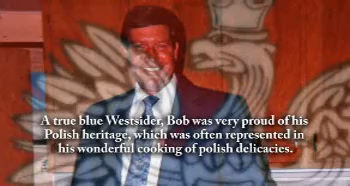 A true blue Westsider, Bob was very proud of his
Polish heritage, which was often represented in
his wonderful cooking of polish delicacies.